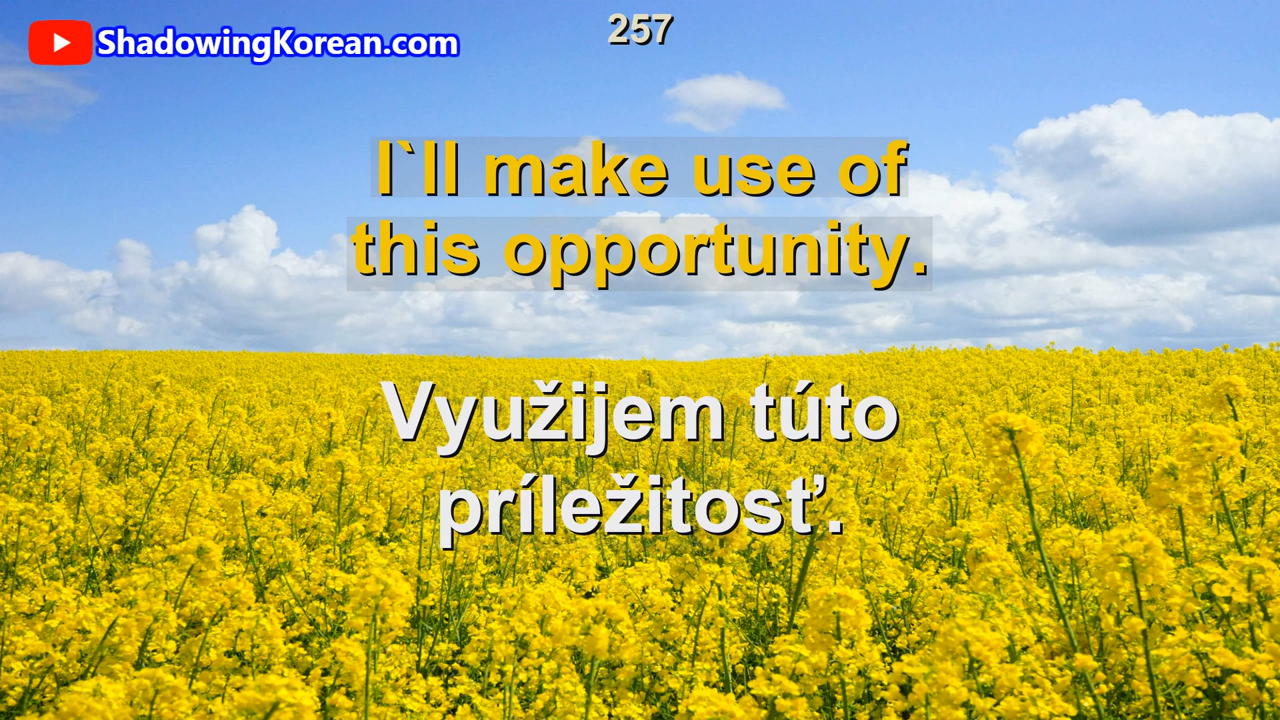 ShadowingKorean.com
257
I`ll make use of
this opportunity.
Využijem túto
príležitosť.